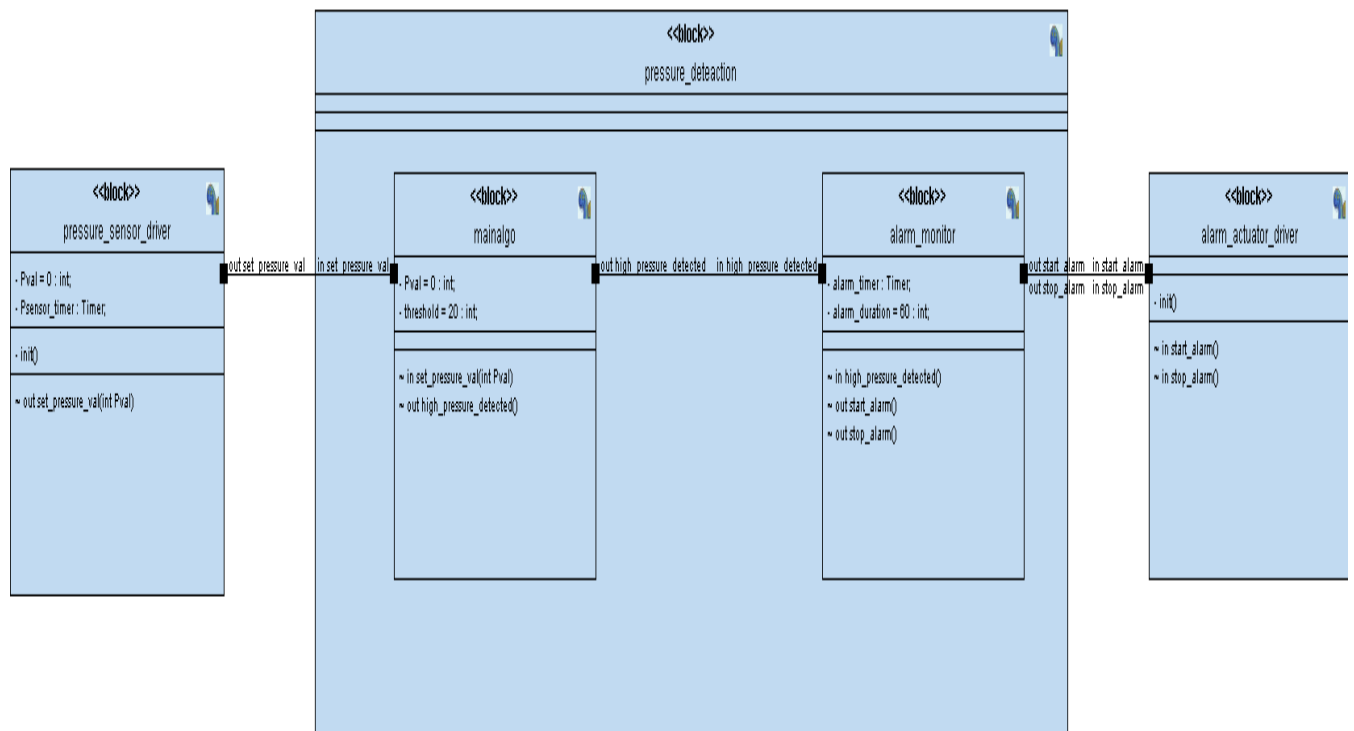 <<block>>
pressure_deteaction
<<block>>
pressure_sensor_driver
- Pval = 0 : int;
- Psensor_timer : Timer;
- init()
~ out set_pressure_val(int Pval)
out set_pressure_val in set_pressure_val
<<block>>
mainalgo
- Pval = 0 : int;
- threshold = 20 : int;
~ in set_pressure_val(int Pval)
~ out high_pressure_detected()
out high_pressure_detected in high_pressure_detected
<<block>>
alarm_monitor
- alarm_timer : Timer;
- alarm_duration = 60 : int;
~ in high_pressure_detected()
~ out start_alarm()
~ out stop_alarm()
out start_alarm in start_alarm
out stop_alarm in stop_alarm
<<block>>
alarm_actuator_driver
- init()
~ in start_alarm()
~ in stop_alarm()